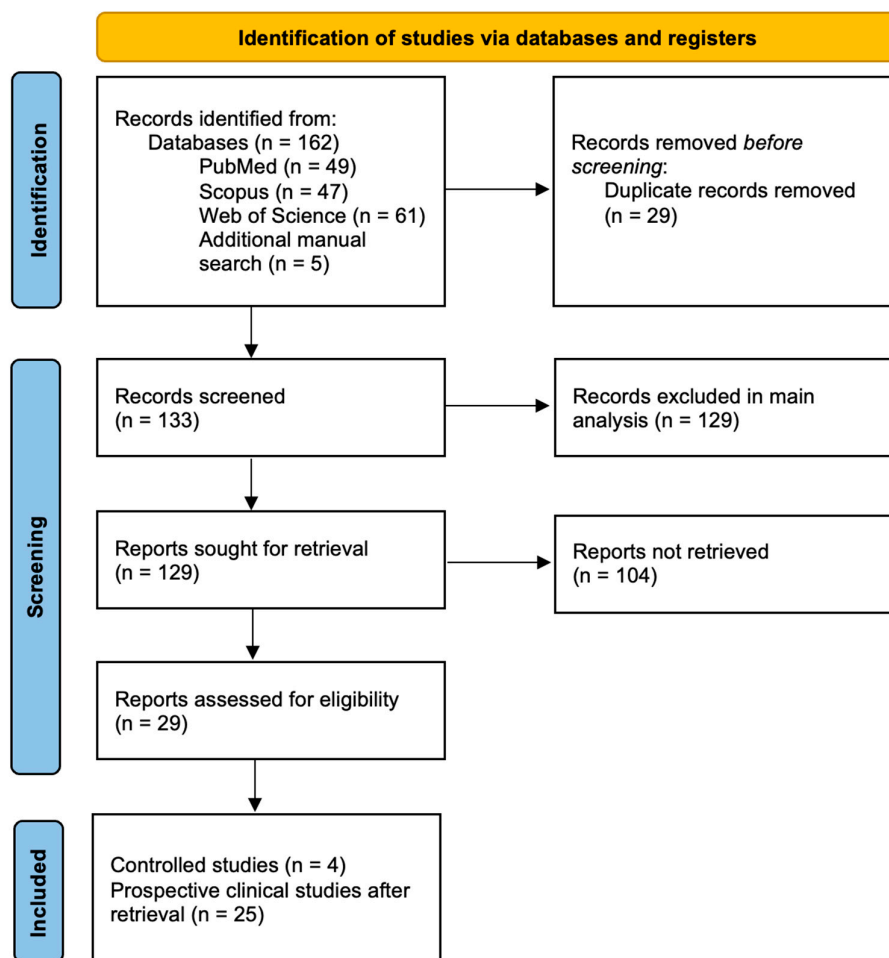 Identification of studies via databases and registers
Identification
Records identified from:
Databases (n = 162)
PubMed (n = 49)
Scopus (n = 47)
Web of Science (n = 61)
Additional manual
search (n = 5)
Records removed before
screening:
Duplicate records removed
(n = 29)
Screening
Records screened
(n = 133)
Records excluded in main
analysis (n = 129)
Reports sought for retrieval
(n = 129)
Reports not retrieved
(n = 104)
Reports assessed for eligibility
(n = 29)
Included
Controlled studies (n = 4)
Prospective clinical studies after
retrieval (n = 25)